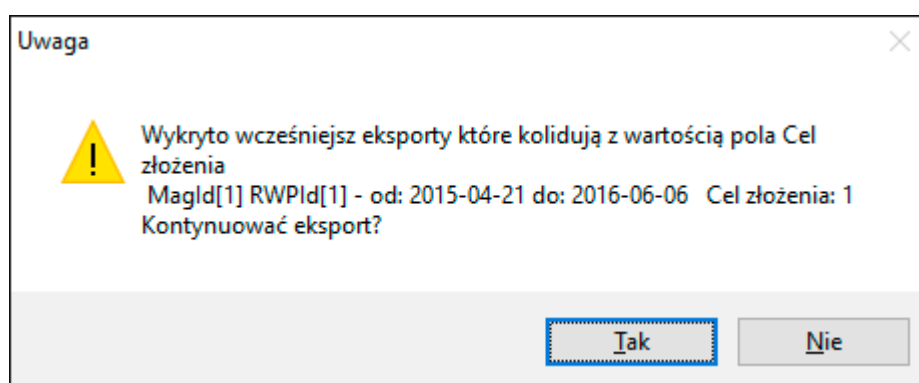 Uwaga
Wykryto wcześniejsz eksporty które kolidują z wartością pola Cel
złożenia
MagId[1] RWPId[1] - od: 2015-04-21 do: 2016-06-06 Cel złożenia: 1
Kontynuować eksport?
Tak Nie